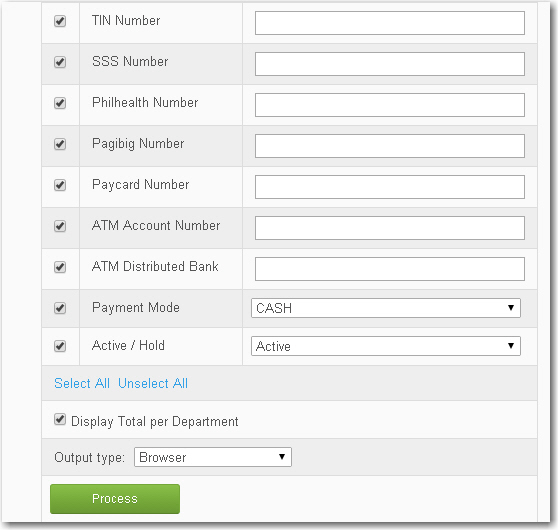 TIN Number
SSS Number
Philhealth Number
Pagibig Number
Paycard Number
ATM Account Number
ATM Distributed Bank
Payment Mode CASH
Active / Hold Active
Select All Unselect All
Display Total per Department
Output type: Browser
Process